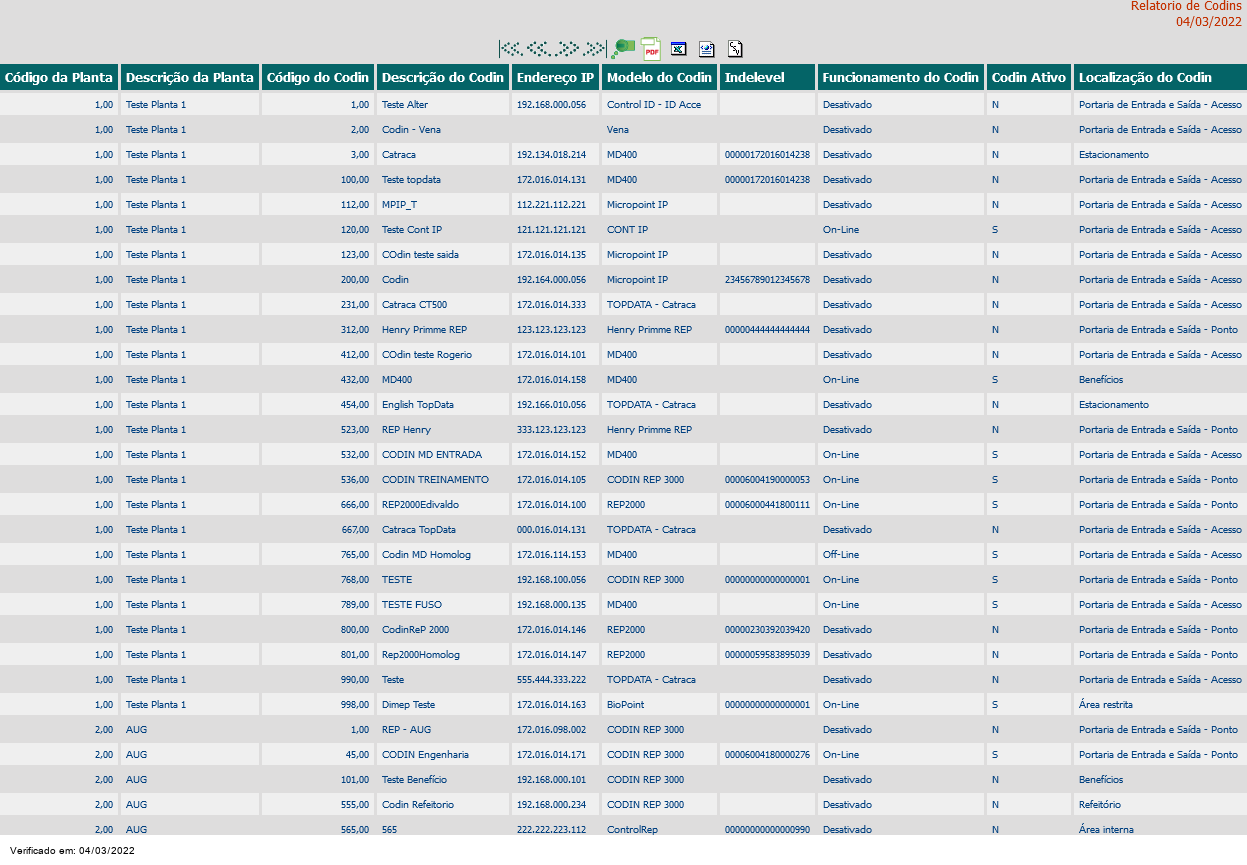 Relatorio de Codins
04/03/2022
PDF
Código da Planta Descrição da Planta Código do Codin Descrição do Codin Endereço IP Modelo do Codin Indelevel Funcionamento do Codin Codin Ativo Localização do Codin
1,00 Teste Planta 1 1,00 Teste Alter 192.168.000.056 Control ID - ID Acce Desativado N Portaria de Entrada e Saída - Acesso
1,00 Teste Planta 1 2,00 Codin - Vena Vena Desativado N Portaria de Entrada e Saída - Acesso
1,00 Teste Planta 1 3,00 Catraca 192.134.018.214 MD400 00000172016014238 Desativado N Estacionamento
1,00 Teste Planta 1 100,00 Teste topdata 172.016.014.131 MD400 00000172016014238 Desativado N Portaria de Entrada e Saída - Acesso
1,00 Teste Planta 1 112,00 MPIP_T 112.221.112.221 Micropoint IP Desativado N Portaria de Entrada e Saída - Acesso
1,00 Teste Planta 1 120,00 Teste Cont IP 121.121.121.121 CONT IP On-Line S Portaria de Entrada e Saída - Acesso
1,00 Teste Planta 1 123,00 COdin teste saida 172.016.014.135 Micropoint IP Desativado N Portaria de Entrada e Saída - Acesso
1,00 Teste Planta 1 200,00 Codin 192.164.000.056 Micropoint IP 23456789012345678 Desativado N Portaria de Entrada e Saída - Acesso
1,00 Teste Planta 1 231,00 Catraca CT500 172.016.014.333 TOPDATA - Catraca Desativado N Portaria de Entrada e Saída - Acesso
1,00 Teste Planta 1 312,00 Henry Primme REP 123.123.123.123 Henry Primme REP 00000444444444444 Desativado N Portaria de Entrada e Saída - Ponto
1,00 Teste Planta 1 412,00 COdin teste Rogerio 172.016.014.101 MD400 Desativado N Portaria de Entrada e Saída - Acesso
1,00 Teste Planta 1 432,00 MD400 172.016.014.158 MD400 On-Line S Benefícios
1,00 Teste Planta 1 454,00 English TopData 192.166.010.056 TOPDATA - Catraca Desativado N Estacionamento
1,00 Teste Planta 1 523,00 REP Henry 333.123.123.123 Henry Primme REP Desativado N Portaria de Entrada e Saída - Ponto
1,00 Teste Planta 1 532,00 CODIN MD ENTRADA 172.016.014.152 MD400 On-Line S Portaria de Entrada e Saída - Acesso
1,00 Teste Planta 1 536,00 CODIN TREINAMENTO 172.016.014.105 CODIN REP 3000 00006004190000053 On-Line S Portaria de Entrada e Saída - Ponto
1,00 Teste Planta 1 666,00 REP2000Edivaldo 172.016.014.100 REP2000 00006000441800111 On-Line S Portaria de Entrada e Saída - Ponto
1,00 Teste Planta 1 667,00 Catraca TopData 000.016.014.131 TOPDATA - Catraca Desativado N Portaria de Entrada e Saída - Acesso
1,00 Teste Planta 1 765,00 Codin MD Homolog 172.016.114.153 MD400 Off-Line S Portaria de Entrada e Saída - Acesso
1,00 Teste Planta 1 768,00 TESTE 192.168.100.056 CODIN REP 3000 00000000000000001 On-Line S Portaria de Entrada e Saída - Ponto
1,00 Teste Planta 1 789,00 TESTE FUSO 192.168.000.135 MD400 On-Line S Portaria de Entrada e Saída - Acesso
1,00 Teste Planta 1 800,00 CodinReP 2000 172.016.014.146 REP2000 00000230392039420 Desativado N Portaria de Entrada e Saída - Ponto
1,00 Teste Planta 1 801,00 Rep2000Homolog 172.016.014.147 REP2000 00000059583895039 Desativado N Portaria de Entrada e Saída - Ponto
1,00 Teste Planta 1 990,00 Teste 555.444.333.222 TOPDATA - Catraca Desativado N Portaria de Entrada e Saída - Acesso
1,00 Teste Planta 1 998,00 Dimep Teste 172.016.014.163 BioPoint 00000000000000001 On-Line S Área restrita
2,00 AUG 1,00 REP - AUG 172.016.098.002 CODIN REP 3000 Desativado N Portaria de Entrada e Saída - Ponto
2,00 AUG 45,00 CODIN Engenharia 172.016.014.171 CODIN REP 3000 00006004180000276 On-Line S Portaria de Entrada e Saída - Ponto
2,00 AUG 101,00 Teste Benefício 192.168.000.101 CODIN REP 3000 Desativado N Benefícios
2,00 AUG 555,00 Codin Refeitorio 192.168.000.234 CODIN REP 3000 Desativado N Refeitório
2,00 AUG 565,00 565 222.222.223.112 ControlRep 00000000000000990 Desativado N Área interna
Verificado em: 04/03/2022